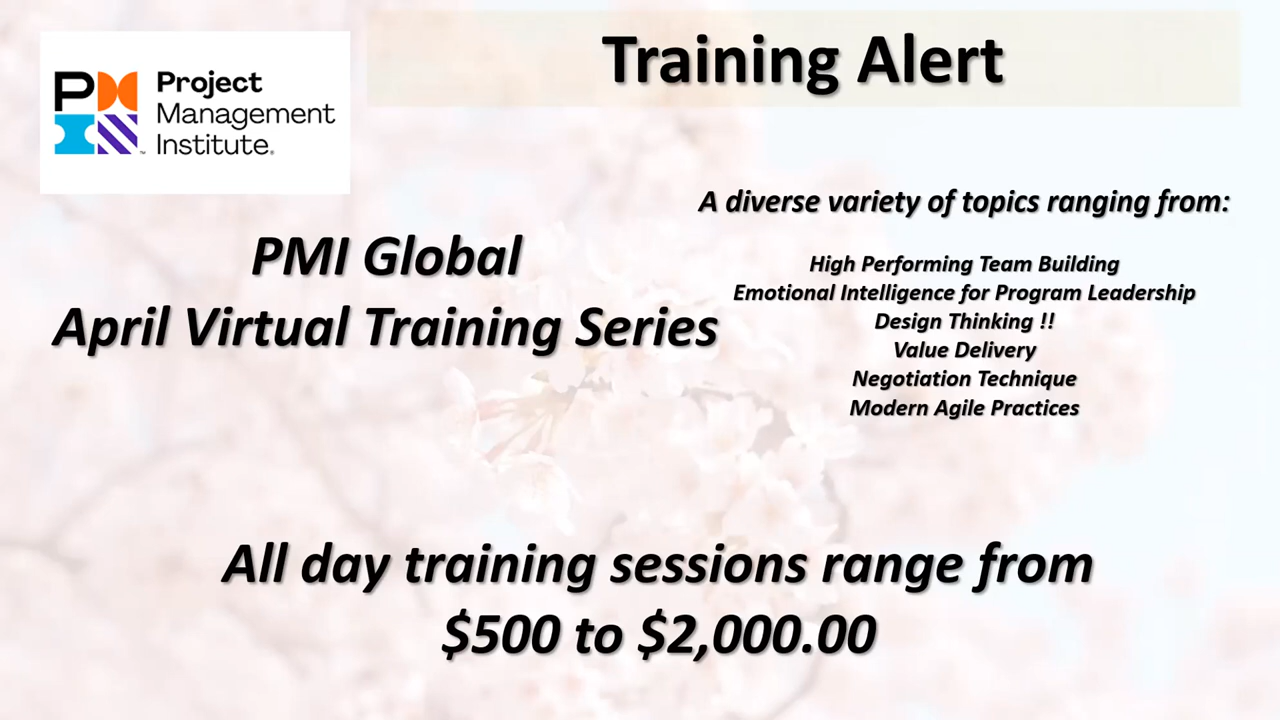 PM
Project
Management
Institute®
Training Alert
PMI Global
April Virtual Training Series
A diverse variety of topics ranging from:
High Performing Team Building
Emotional Intelligence for Program Leadership
Design Thinking !!
Value Delivery
Negotiation Technique
Modern Agile Practices
All day training sessions range from
$500 to $2,000.00